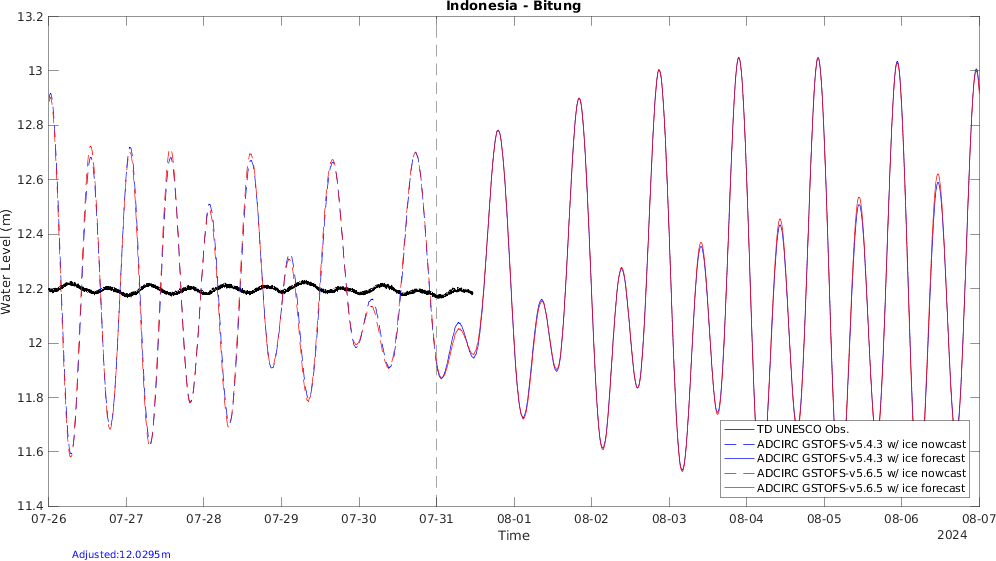 Indonesia - Bitung
13.2
13
12.8
12.6
12.4
12.2
12
11.8
11.6
11.4
Water Level (m)
TD UNESCO Obs.
ADCIRC GSTOFS-v5.4.3 w/ ice nowcast
ADCIRC GSTOFS-v5.4.3 w/ ice forecast
ADCIRC GSTOFS-v5.6.5 w/ ice nowcast
ADCIRC GSTOFS-v5.6.5 w/ ice forecast
07-26 07-27 07-28 07-29 07-30 07-31 08-01 08-02 08-03 08-04 08-05 08-06 08-07
Time
2024
Adjusted:12.0295m